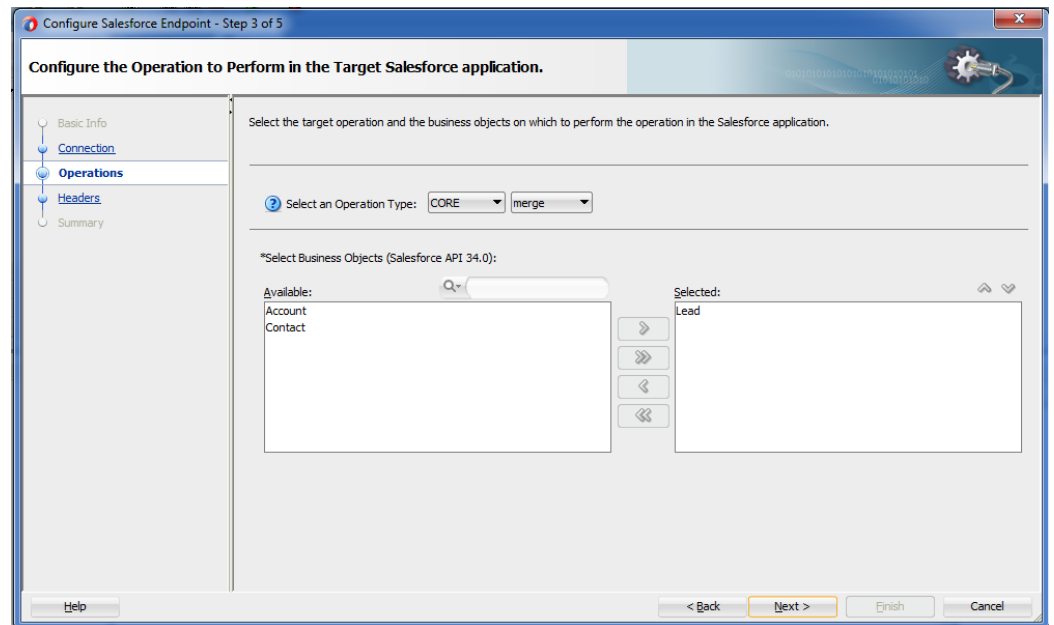 Configure Salesforce Endpoint - Step 3 of 5
Configure the Operation to Perform in the Target Salesforce application.
Basic Info
Connection
Operations
Headers
Summary
Select the target operation and the business objects on which to perform the operation in the Salesforce application.
Select an Operation Type: CORE merge
*Select Business Objects (Salesforce API 34.0):
Available:
Account
Contact
Selected:
Lead
Help
< Back Next > Finish Cancel